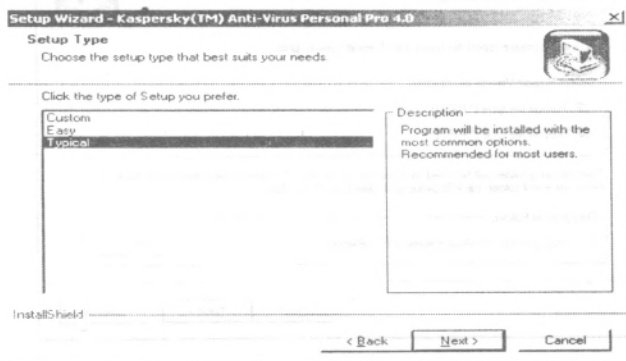 Setup Wizard - Kaspersky(TM) Anti-Virus Personal Pro 4.0
Setup Type
Choose the setup type that best suits your needs.
Click the type of Setup you prefer.
Custom
Easy
Typical
Description
Program will be installed with the
most common options.
Recommended for most users.
InstallShield
< Back
Next >
Cancel